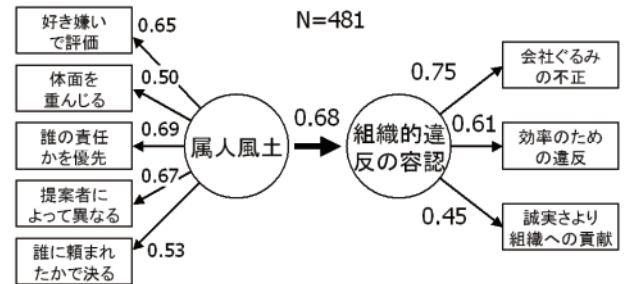 N=481
好き嫌い
で評価
0.65
体面を
重んじる
0.50
誰の責任
かを優先
0.69
提案者に
よって異なる
0.67
誰に頼まれ
たかで決る
0.53
属人風土
0.68
組織的違
反の容認
0.75
会社ぐるみ
の不正
0.61
効率のため
の違反
0.45
誠実さより
組織への貢献